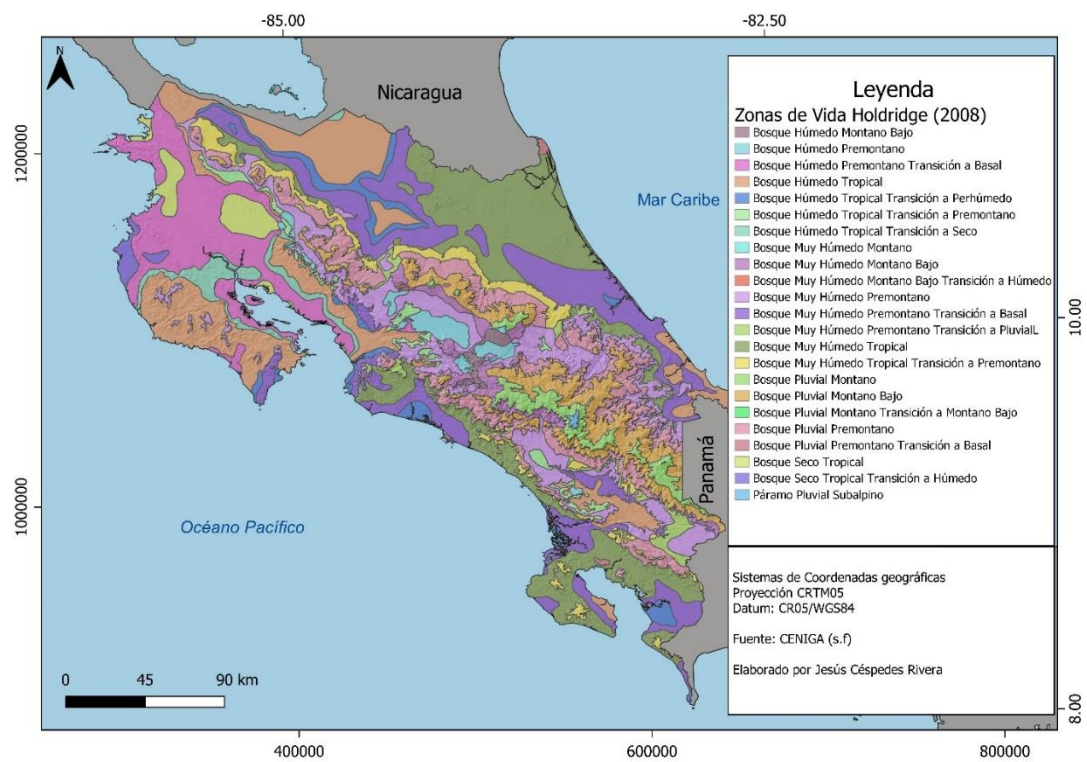 -85.00
-82.50
N
Nicaragua
1200000
Mar Caribe
10.00
Panamá
1000000
Océano Pacífico
8.00
0
45
90 km
400000
600000
800000
Leyenda
Zonas de Vida Holdridge (2008)
Bosque Húmedo Montano Bajo
Bosque Húmedo Premontano
Bosque Húmedo Premontano Transición a Basal
Bosque Húmedo Tropical
Bosque Húmedo Tropical Transición a Perhúmedo
Bosque Húmedo Tropical Transición a Premontano
Bosque Húmedo Tropical Transición a Seco
Bosque Muy Húmedo Montano
Bosque Muy Húmedo Montano Bajo
Bosque Muy Húmedo Montano Bajo Transición a Húmedo
Bosque Muy Húmedo Premontano
Bosque Muy Húmedo Premontano Transición a Basal
Bosque Muy Húmedo Premontano Transición a PluvialL
Bosque Muy Húmedo Tropical
Bosque Muy Húmedo Tropical Transición a Premontano
Bosque Pluvial Montano
Bosque Pluvial Montano Bajo
Bosque Pluvial Montano Transición a Montano Bajo
Bosque Pluvial Premontano
Bosque Pluvial Premontano Transición a Basal
Bosque Seco Tropical
Bosque Seco Tropical Transición a Húmedo
Páramo Pluvial Subalpino
Sistemas de Coordenadas geográficas
Proyección CRTM05
Datum: CR05/WGS84
Fuente: CENIGA (s.f)
Elaborado por Jesús Céspedes Rivera